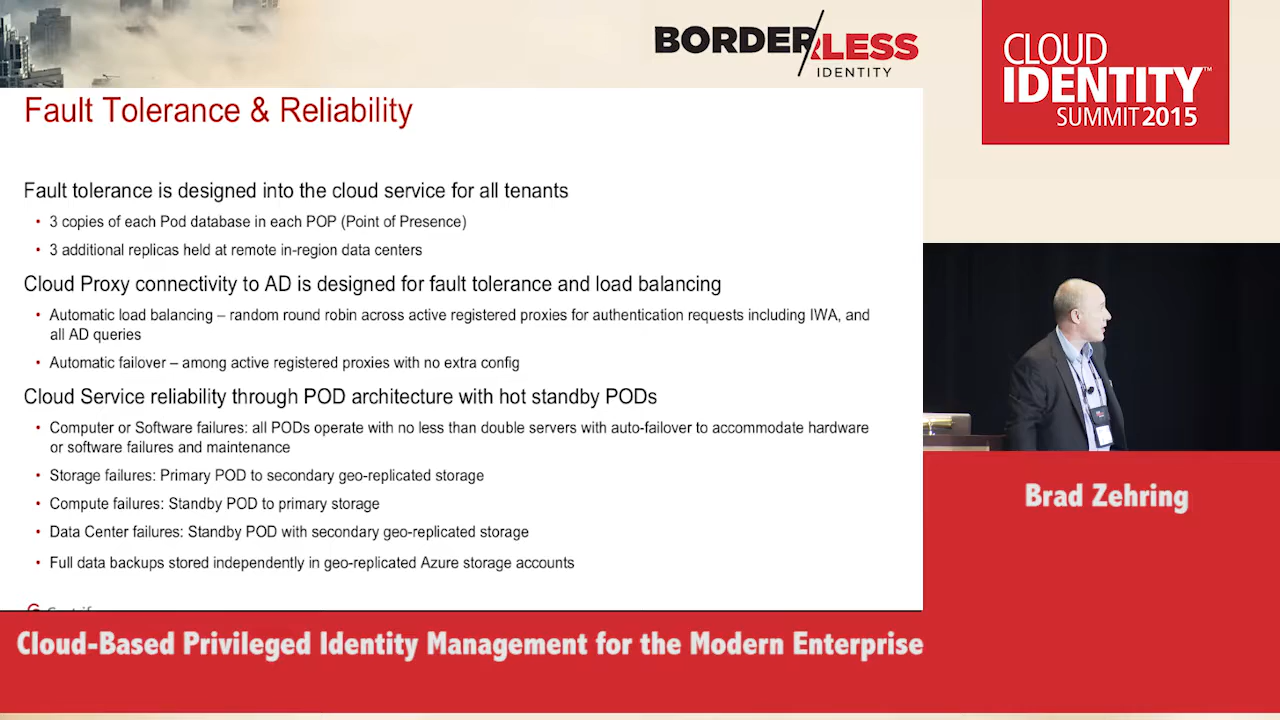 BORDER/LESS
IDENTITY
CLOUD
IDENTITY™
SUMMIT 2015
Fault Tolerance & Reliability
Fault tolerance is designed into the cloud service for all tenants
• 3 copies of each Pod database in each POP (Point of Presence)
• 3 additional replicas held at remote in-region data centers
Cloud Proxy connectivity to AD is designed for fault tolerance and load balancing
• Automatic load balancing – random round robin across active registered proxies for authentication requests including IWA, and
all AD queries
• Automatic failover – among active registered proxies with no extra config
Cloud Service reliability through POD architecture with hot standby PODs
• Computer or Software failures: all PODs operate with no less than double servers with auto-failover to accommodate hardware
or software failures and maintenance
• Storage failures: Primary POD to secondary geo-replicated storage
• Compute failures: Standby POD to primary storage
• Data Center failures: Standby POD with secondary geo-replicated storage
• Full data backups stored independently in geo-replicated Azure storage accounts
Brad Zehring
Cloud-Based Privileged Identity Management for the Modern Enterprise